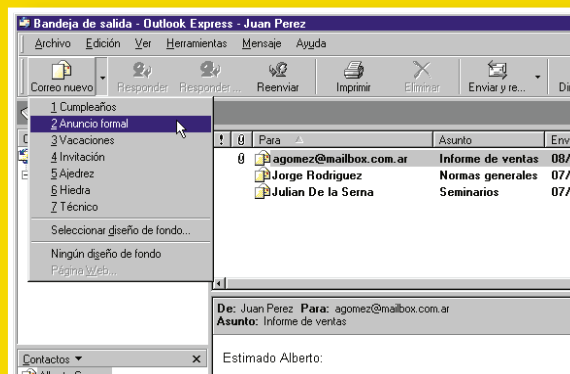 Bandeja de salida - Outlook Express - Juan Perez
Archivo Edición Ver Herramientas Mensaje Ayuda
Correo nuevo Responder Responder... Reenviar Imprimir Eliminar Enviar y re...
1 Cumpleaños
2 Anuncio formal
3 Vacaciones
4 Invitación
5 Ajedrez
6 Hiedra
7 Técnico
Seleccionar diseño de fondo...
Ningún diseño de fondo
Página Web...
! Para Asunto
agomez@mailbox.com.ar Informe de ventas 08/
Jorge Rodriguez Normas generales 07/
Julian De la Serna Seminarios 07/
De: Juan Perez Para: agomez@mailbox.com.ar
Asunto: Informe de ventas
Estimado Alberto:
Contactos